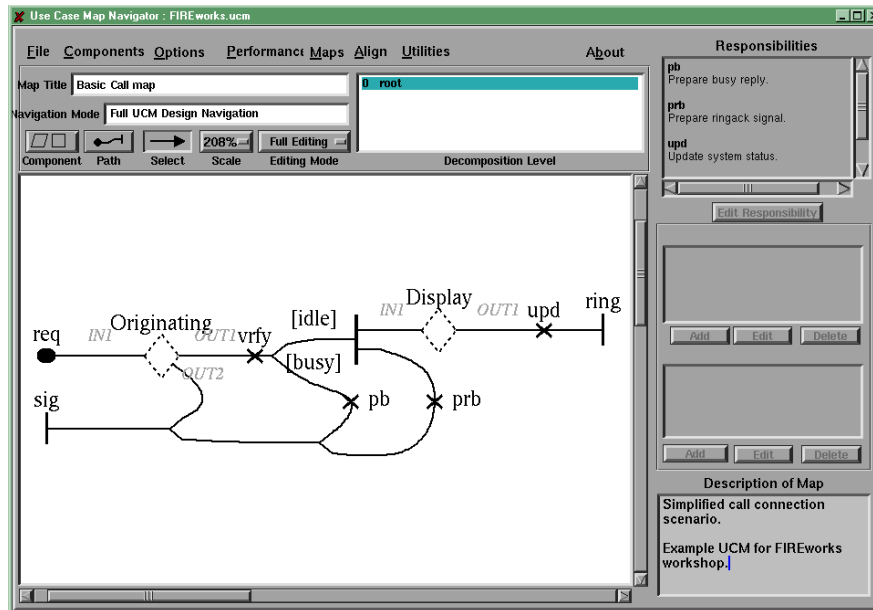 Use Case Map Navigator : FIREworks.ucm
File Components Options Performance Maps Align Utilities About
Map Title Basic Call map
Navigation Mode Full UCM Design Navigation
208% Full Editing
Component Path Select Scale Editing Mode
0 root
Decomposition Level
Responsibilities
pb
Prepare busy reply.
prb
Prepare ringack signal.
upd
Update system status.
Edit Responsibility
Add Edit Delete
Add Edit Delete
Description of Map
Simplified call connection
scenario.
Example UCM for FIREworks
workshop.
req
IN1
Originating
OUT1
vrfy
OUT2
[idle]
[busy]
IN1
Display
OUT1
upd
ring
sig
pb
prb